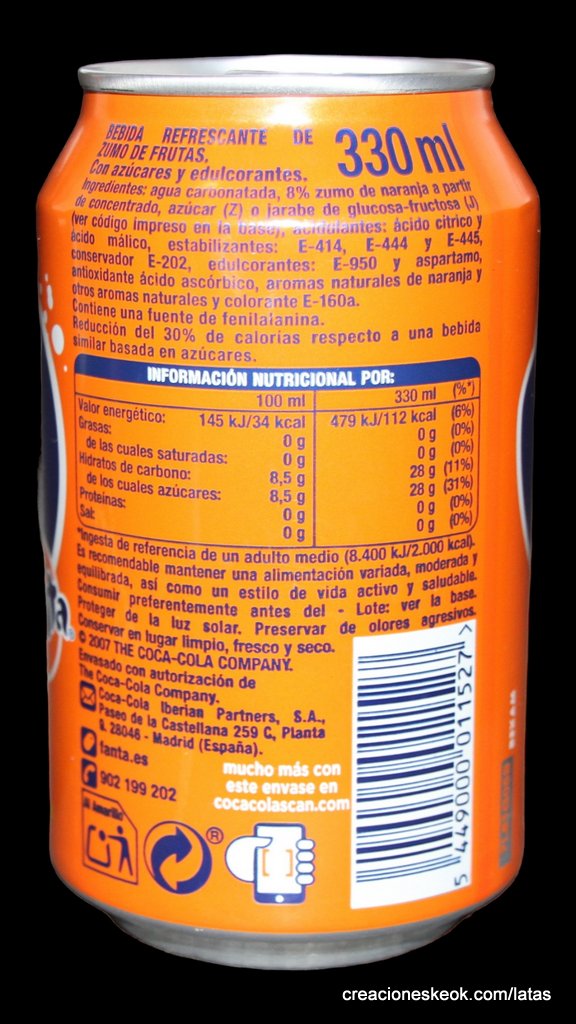 BEBIDA REFRESCANTE DE
ZUMO DE FRUTAS.
Con azúcares y edulcorantes.
330 ml
Ingredientes: agua carbonatada, 8% zumo de naranja a partir
de concentrado, azúcar (Z) o jarabe de glucosa-fructosa (J)
(ver código impreso en la base), acidulantes: ácido cítrico y
ácido málico, estabilizantes: E-414, E-444 y E-445,
conservador E-202, edulcorantes: E-950 y aspartamo,
antioxidante ácido ascórbico, aromas naturales de naranja y
otros aromas naturales y colorante E-160a.
Contiene una fuente de fenilalanina.
Reducción del 30% de calorías respecto a una bebida
similar basada en azúcares.
INFORMACIÓN NUTRICIONAL POR:
100 ml 330 ml (%*)
Valor energético: 145 kJ/34 kcal 479 kJ/112 kcal (6%)
Grasas: 0 g 0 g (0%)
de las cuales saturadas: 0 g 0 g (0%)
Hidratos de carbono: 8,5 g 28 g (11%)
de los cuales azúcares: 8,5 g 28 g (31%)
Proteínas: 0 g 0 g (0%)
Sal: 0 g 0 g (0%)
*Ingesta de referencia de un adulto medio (8.400 kJ/2.000 kcal).
Es recomendable mantener una alimentación variada, moderada y
equilibrada, así como un estilo de vida activo y saludable.
Consumir preferentemente antes del - Lote: ver la base.
Proteger de la luz solar. Preservar de olores agresivos.
Conservar en lugar limpio, fresco y seco.
© 2007 THE COCA-COLA COMPANY.
Envasado con autorización de
The Coca-Cola Company.
Coca-Cola Iberian Partners, S.A.,
Paseo de la Castellana 259 C, Planta
9. 28046 - Madrid (España).
fanta.es
902 199 202
mucho más con
este envase en
cocacolascan.com
¡Al Amarillo!
®
5 449000 011527 >
creacioneskeok.com/latas